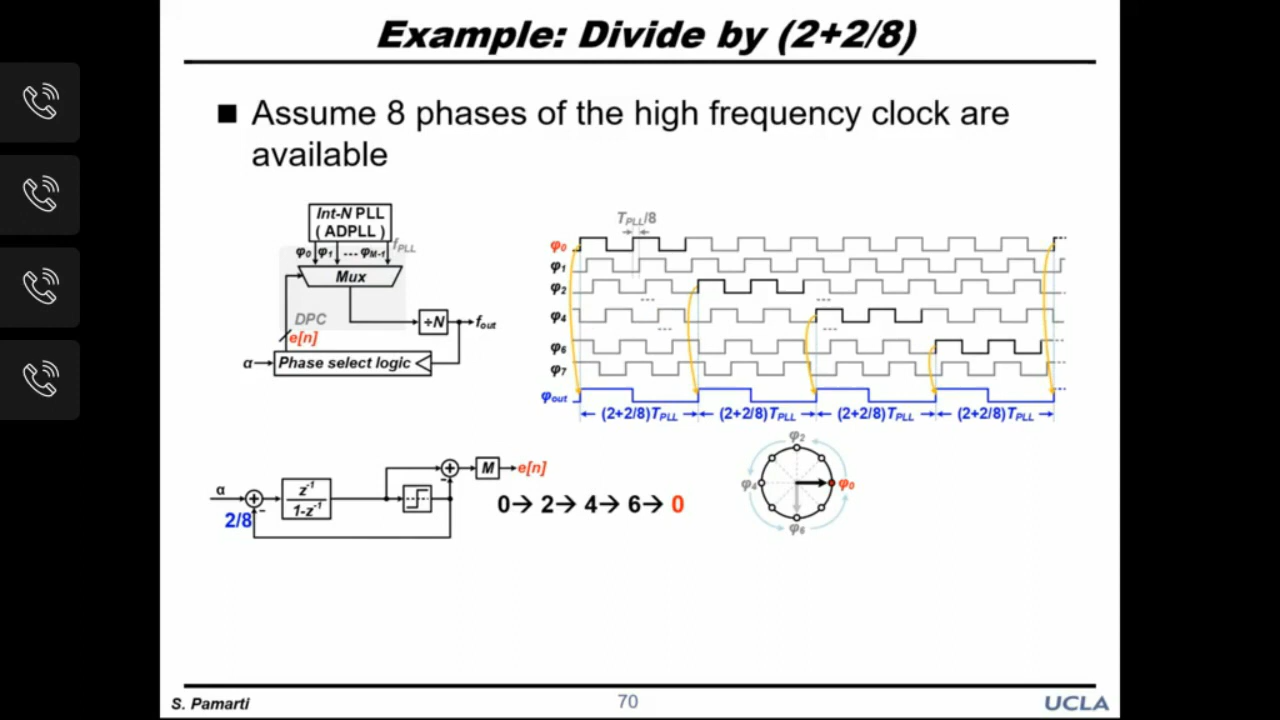 Example: Divide by (2+2/8)
■ Assume 8 phases of the high frequency clock are
available
Int-N PLL
( ADPLL )
φ0 φ1 --- φM-1 fPLL
Mux
DPC
e[n]
÷N
fout
α
Phase select logic
TPLL/8
φ0
φ1
φ2
φ4
φ6
φ7
φout
(2+2/8)TPLL (2+2/8)TPLL (2+2/8)TPLL (2+2/8)TPLL
α
2/8
+
-
z-1
1-z-1
+
-
M
e[n]
0→ 2→ 4→ 6→ 0
φ2
φ4
φ0
φ6
S. Pamarti
70
UCLA